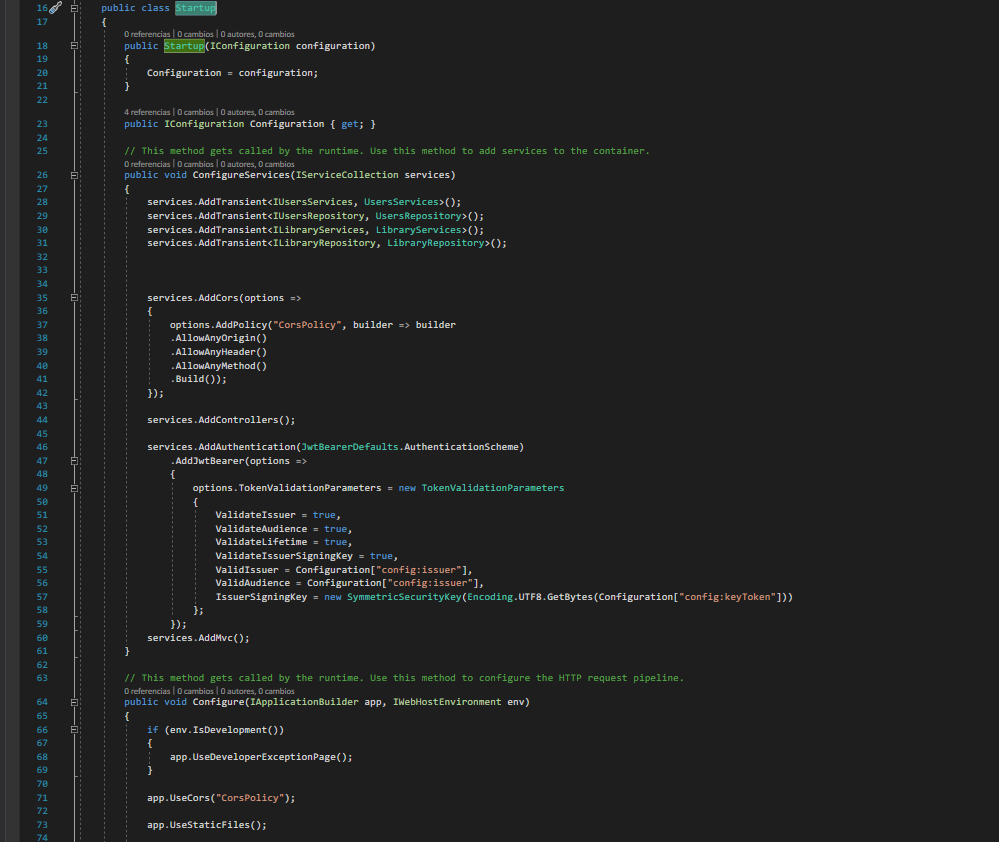 16 public class Startup
17 {
0 referencias | 0 cambios | 0 autores, 0 cambios
18 public Startup(IConfiguration configuration)
19 {
20 Configuration = configuration;
21 }
22
4 referencias | 0 cambios | 0 autores, 0 cambios
23 public IConfiguration Configuration { get; }
24
25 // This method gets called by the runtime. Use this method to add services to the container.
0 referencias | 0 cambios | 0 autores, 0 cambios
26 public void ConfigureServices(IServiceCollection services)
27 {
28 services.AddTransient<IUsersServices, UsersServices>();
29 services.AddTransient<IUsersRepository, UsersRepository>();
30 services.AddTransient<ILibraryServices, LibraryServices>();
31 services.AddTransient<ILibraryRepository, LibraryRepository>();
32
33
34
35 services.AddCors(options =>
36 {
37 options.AddPolicy("CorsPolicy", builder => builder
38 .AllowAnyOrigin()
39 .AllowAnyHeader()
40 .AllowAnyMethod()
41 .Build());
42 });
43
44 services.AddControllers();
45
46 services.AddAuthentication(JwtBearerDefaults.AuthenticationScheme)
47 .AddJwtBearer(options =>
48 {
49 options.TokenValidationParameters = new TokenValidationParameters
50 {
51 ValidateIssuer = true,
52 ValidateAudience = true,
53 ValidateLifetime = true,
54 ValidateIssuerSigningKey = true,
55 ValidIssuer = Configuration["config:issuer"],
56 ValidAudience = Configuration["config:issuer"],
57 IssuerSigningKey = new SymmetricSecurityKey(Encoding.UTF8.GetBytes(Configuration["config:keyToken"]))
58 };
59 });
60 services.AddMvc();
61 }
62
63 // This method gets called by the runtime. Use this method to configure the HTTP request pipeline.
0 referencias | 0 cambios | 0 autores, 0 cambios
64 public void Configure(IApplicationBuilder app, IWebHostEnvironment env)
65 {
66 if (env.IsDevelopment())
67 {
68 app.UseDeveloperExceptionPage();
69 }
70
71 app.UseCors("CorsPolicy");
72
73 app.UseStaticFiles();
74